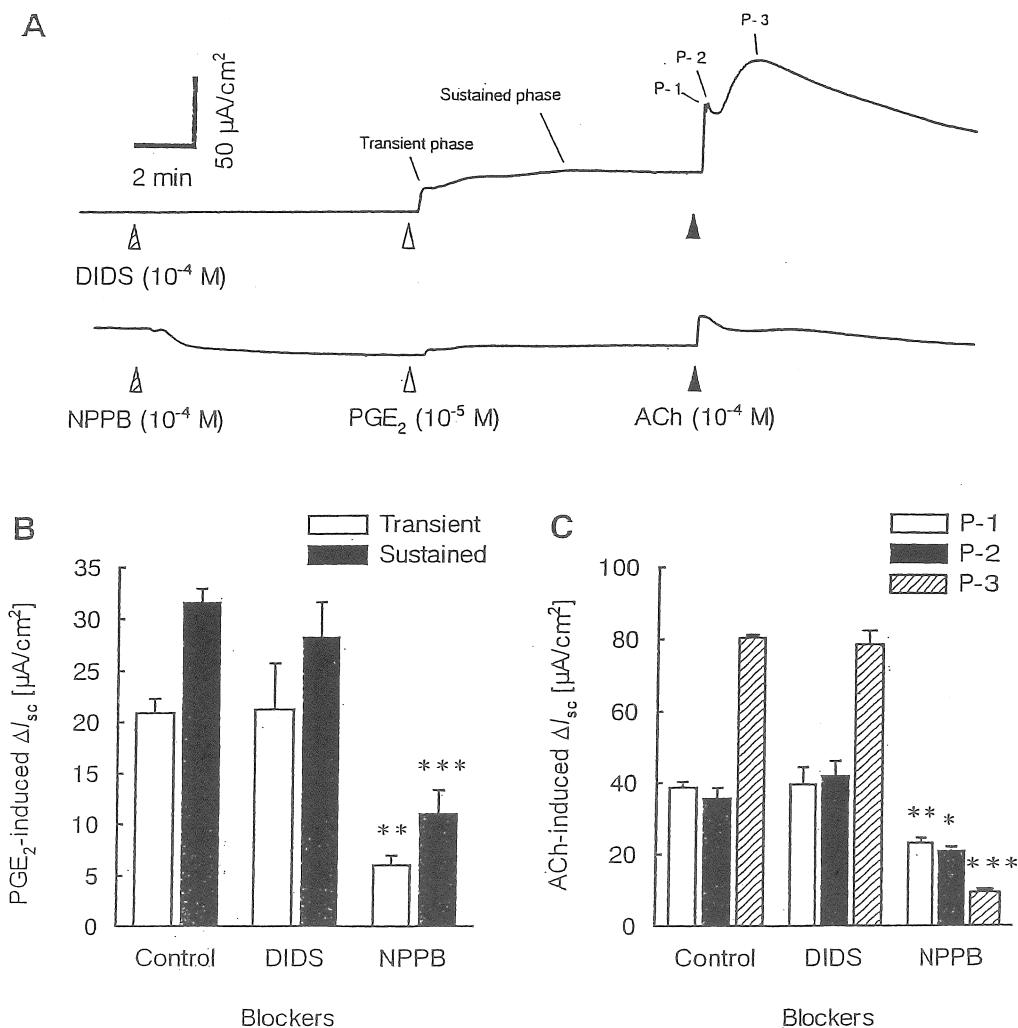 A
P-3
P-2
P-1
50 µA/cm²
Sustained phase
Transient phase
2 min
DIDS (10⁻⁴ M)
NPPB (10⁻⁴ M) PGE₂ (10⁻⁵ M) ACh (10⁻⁴ M)
B
Transient
Sustained
PGE₂-induced ΔIsc [µA/cm²]
35
30
25
20
15
10
5
0
***
**
Control DIDS NPPB
Blockers
C
P-1
P-2
P-3
ACh-induced ΔIsc [µA/cm²]
100
80
60
40
20
0
** *
***
Control DIDS NPPB
Blockers